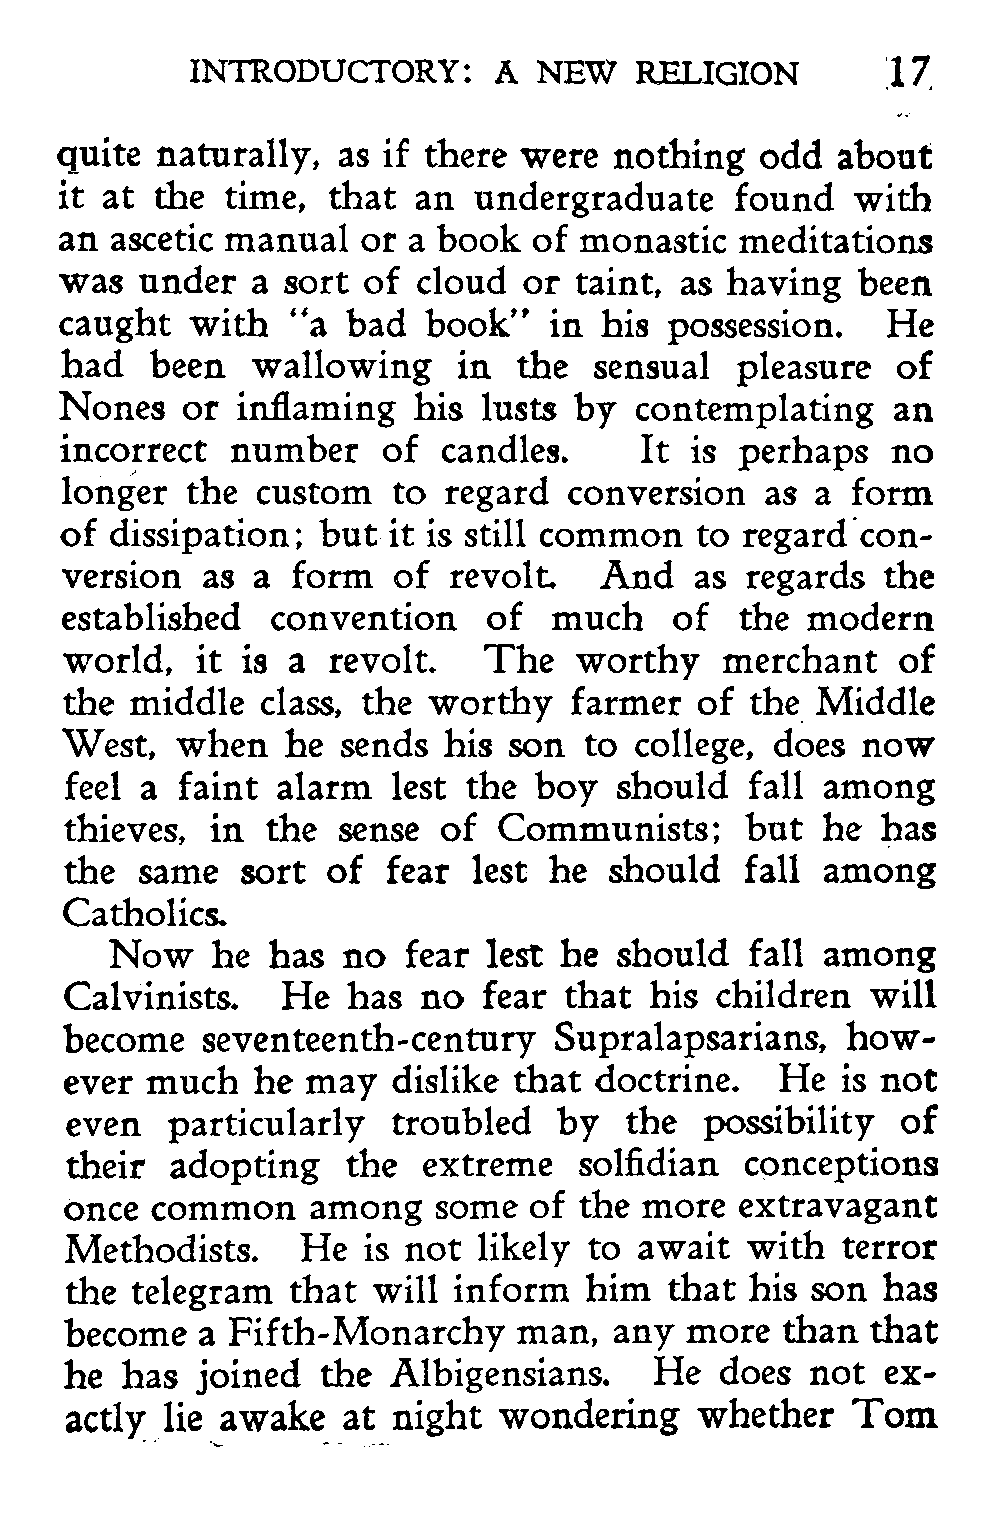 INTRODUCTORY: A NEW RELIGION 17
quite naturally, as if there were nothing odd about
it at the time, that an undergraduate found with
an ascetic manual or a book of monastic meditations
was under a sort of cloud or taint, as having been
caught with "a bad book" in his possession. He
had been wallowing in the sensual pleasure of
Nones or inflaming his lusts by contemplating an
incorrect number of candles. It is perhaps no
longer the custom to regard conversion as a form
of dissipation; but it is still common to regard con-
version as a form of revolt. And as regards the
established convention of much of the modern
world, it is a revolt. The worthy merchant of
the middle class, the worthy farmer of the Middle
West, when he sends his son to college, does now
feel a faint alarm lest the boy should fall among
thieves, in the sense of Communists; but he has
the same sort of fear lest he should fall among
Catholics.
Now he has no fear lest he should fall among
Calvinists. He has no fear that his children will
become seventeenth-century Supralapsarians, how-
ever much he may dislike that doctrine. He is not
even particularly troubled by the possibility of
their adopting the extreme solfidian conceptions
once common among some of the more extravagant
Methodists. He is not likely to await with terror
the telegram that will inform him that his son has
become a Fifth-Monarchy man, any more than that
he has joined the Albigensians. He does not ex-
actly lie awake at night wondering whether Tom